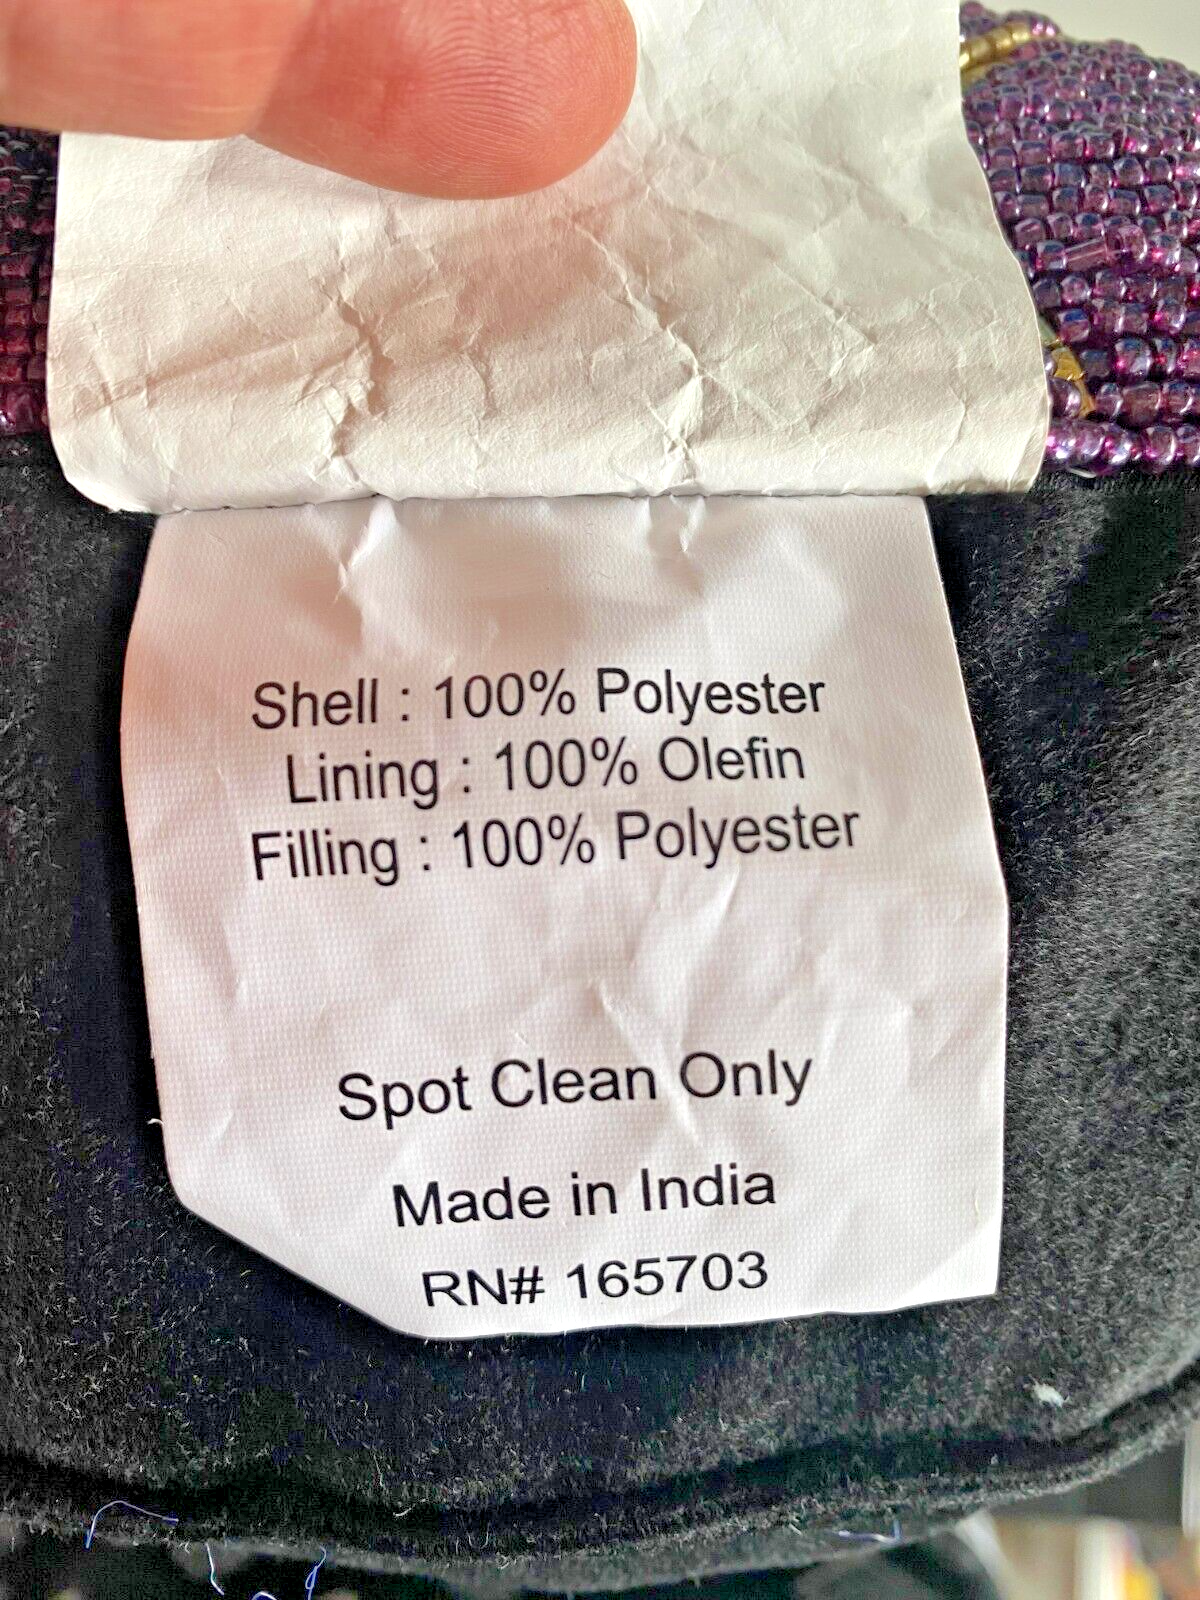 Shell : 100% Polyester
Lining : 100% Olefin
Filling : 100% Polyester
Spot Clean Only
Made in India
RN# 165703